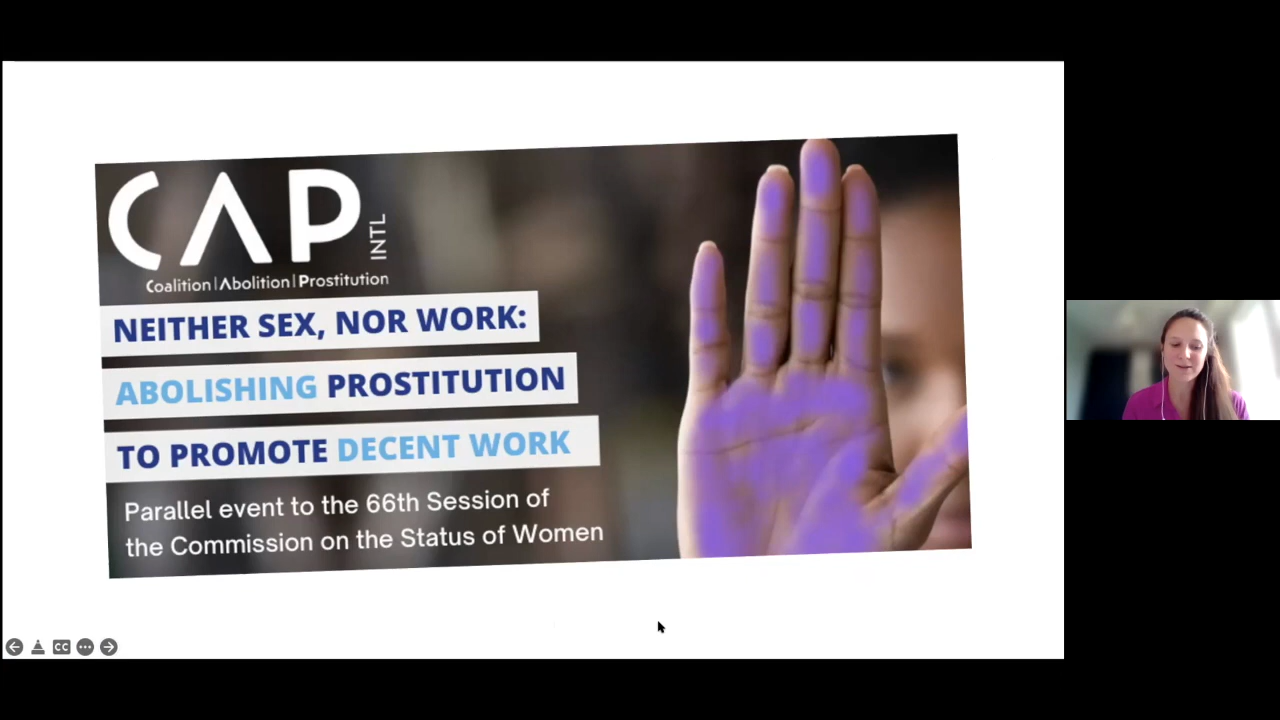 CAP INTL
Coalition | Abolition | Prostitution
NEITHER SEX, NOR WORK:
ABOLISHING PROSTITUTION
TO PROMOTE DECENT WORK
Parallel event to the 66th Session of
the Commission on the Status of Women
CC